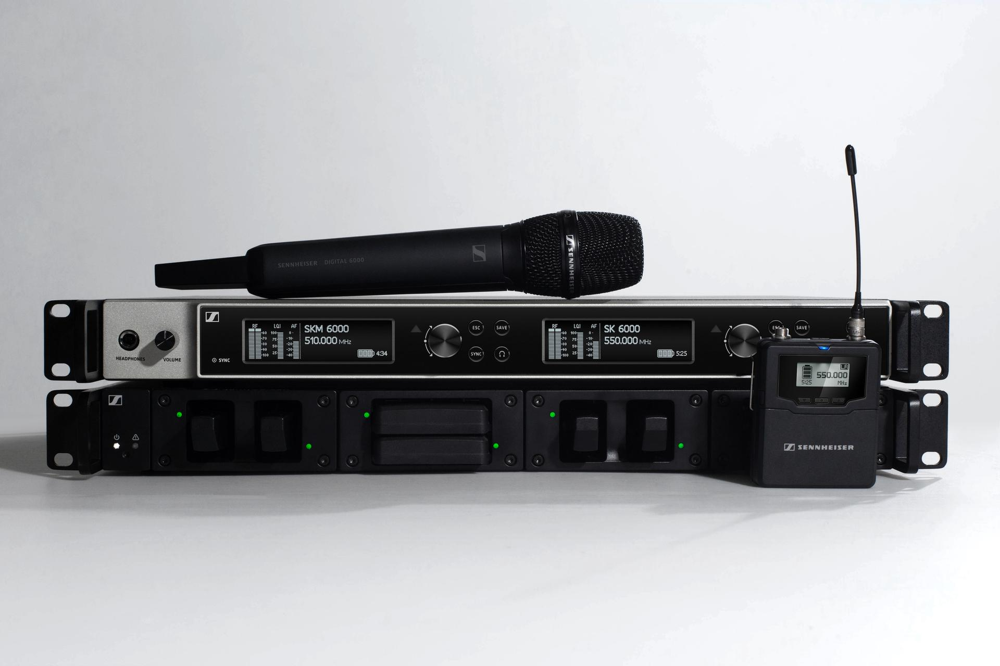 SENNHEISER DIGITAL 6000
SENNHEISER
HEADPHONES
VOLUME
SYNC
RF LQI AF
-60 -70 -80 -90 -100
100 75 50 25
0 -10 -20 -30 -40
SKM 6000
510.000 MHz
4:34
ESC
SAVE
SYNC
RF LQI AF
-60 -70 -80 -90 -100
100 75 50 25
0 -10 -20 -30 -40
SK 6000
550.000 MHz
5:25
ESC
SAVE
LR
550.000
5:25 MHz
SENNHEISER